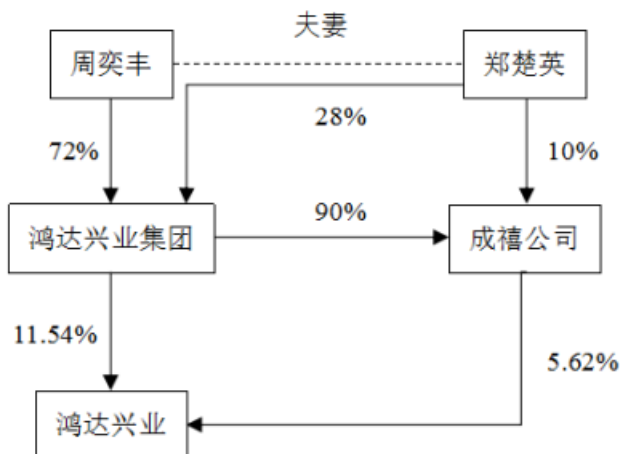 夫妻
周奕丰
郑楚英
28%
72%
10%
90%
鸿达兴业集团
成禧公司
11.54%
5.62%
鸿达兴业